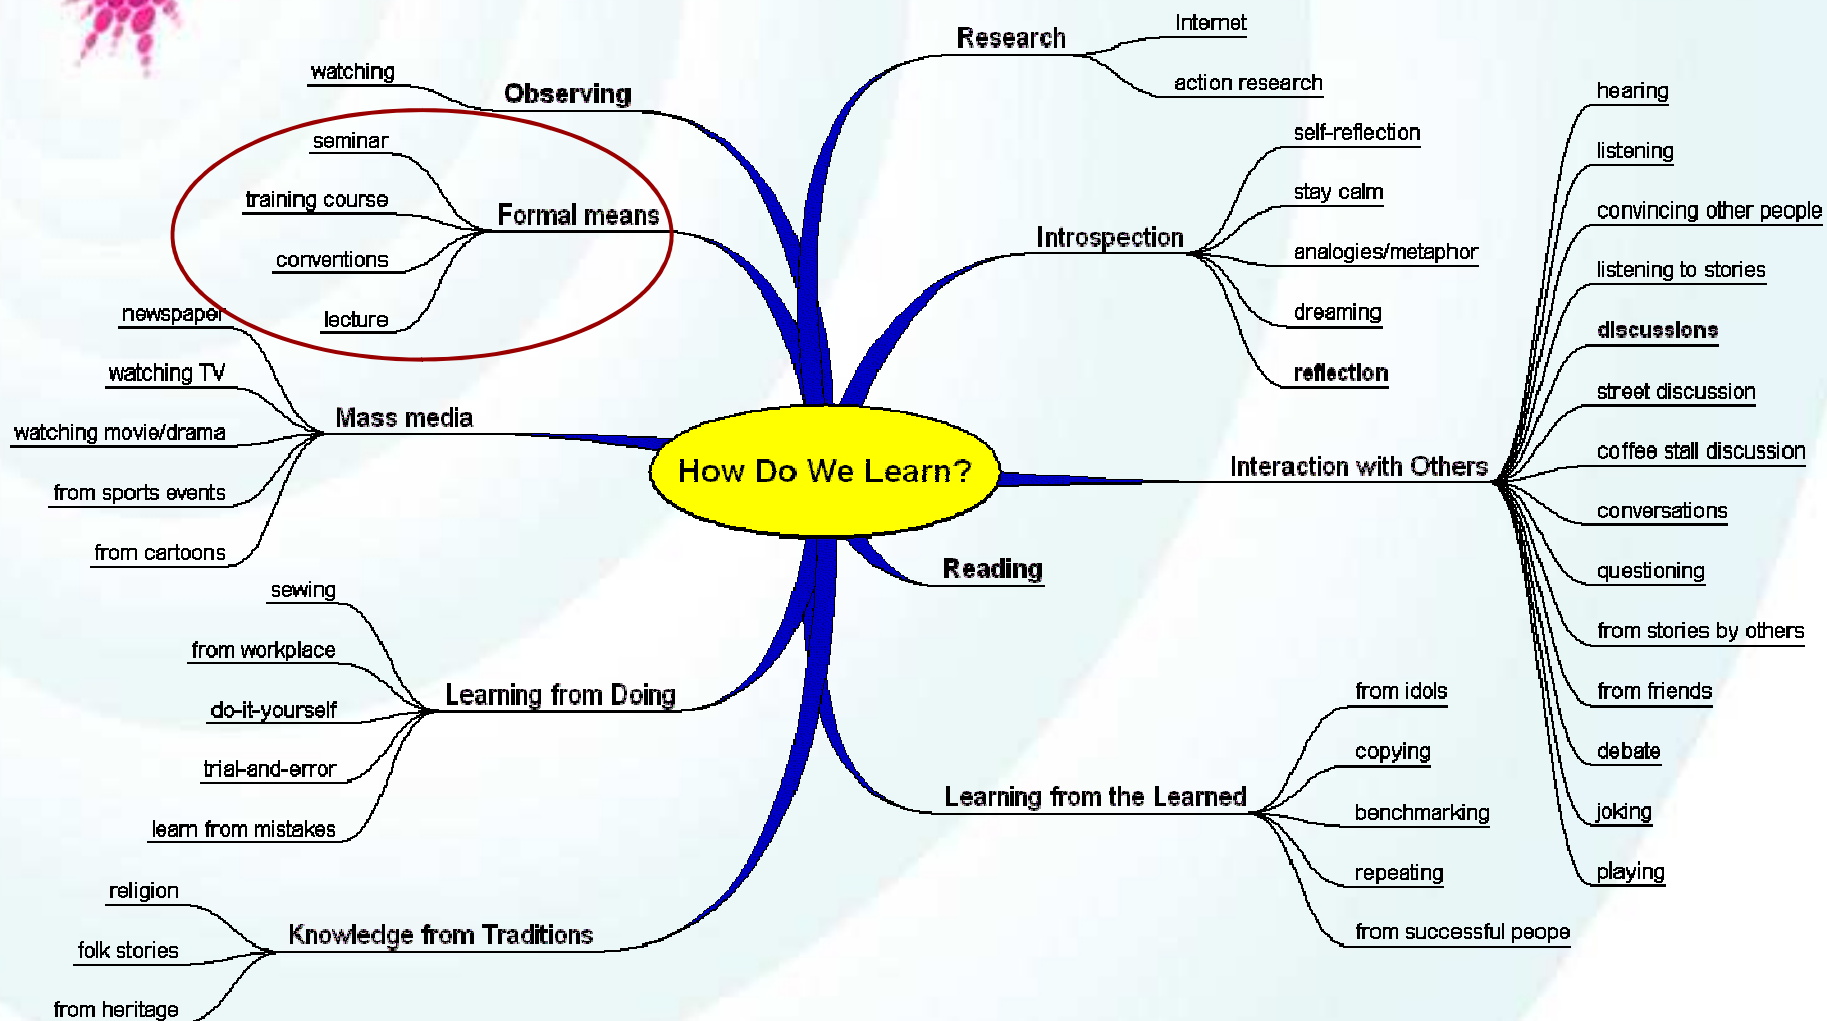 How Do We Learn?
Research
Internet
action research
Introspection
self-reflection
stay calm
analogies/metaphor
dreaming
reflection
Interaction with Others
hearing
listening
convincing other people
listening to stories
discussions
street discussion
coffee stall discussion
conversations
questioning
from stories by others
from friends
debate
joking
playing
Reading
Learning from the Learned
from idols
copying
benchmarking
repeating
from successful peope
Observing
watching
Formal means
seminar
training course
conventions
lecture
Mass media
newspaper
watching TV
watching movie/drama
from sports events
from cartoons
Learning from Doing
sewing
from workplace
do-it-yourself
trial-and-error
learn from mistakes
Knowledge from Traditions
religion
folk stories
from heritage